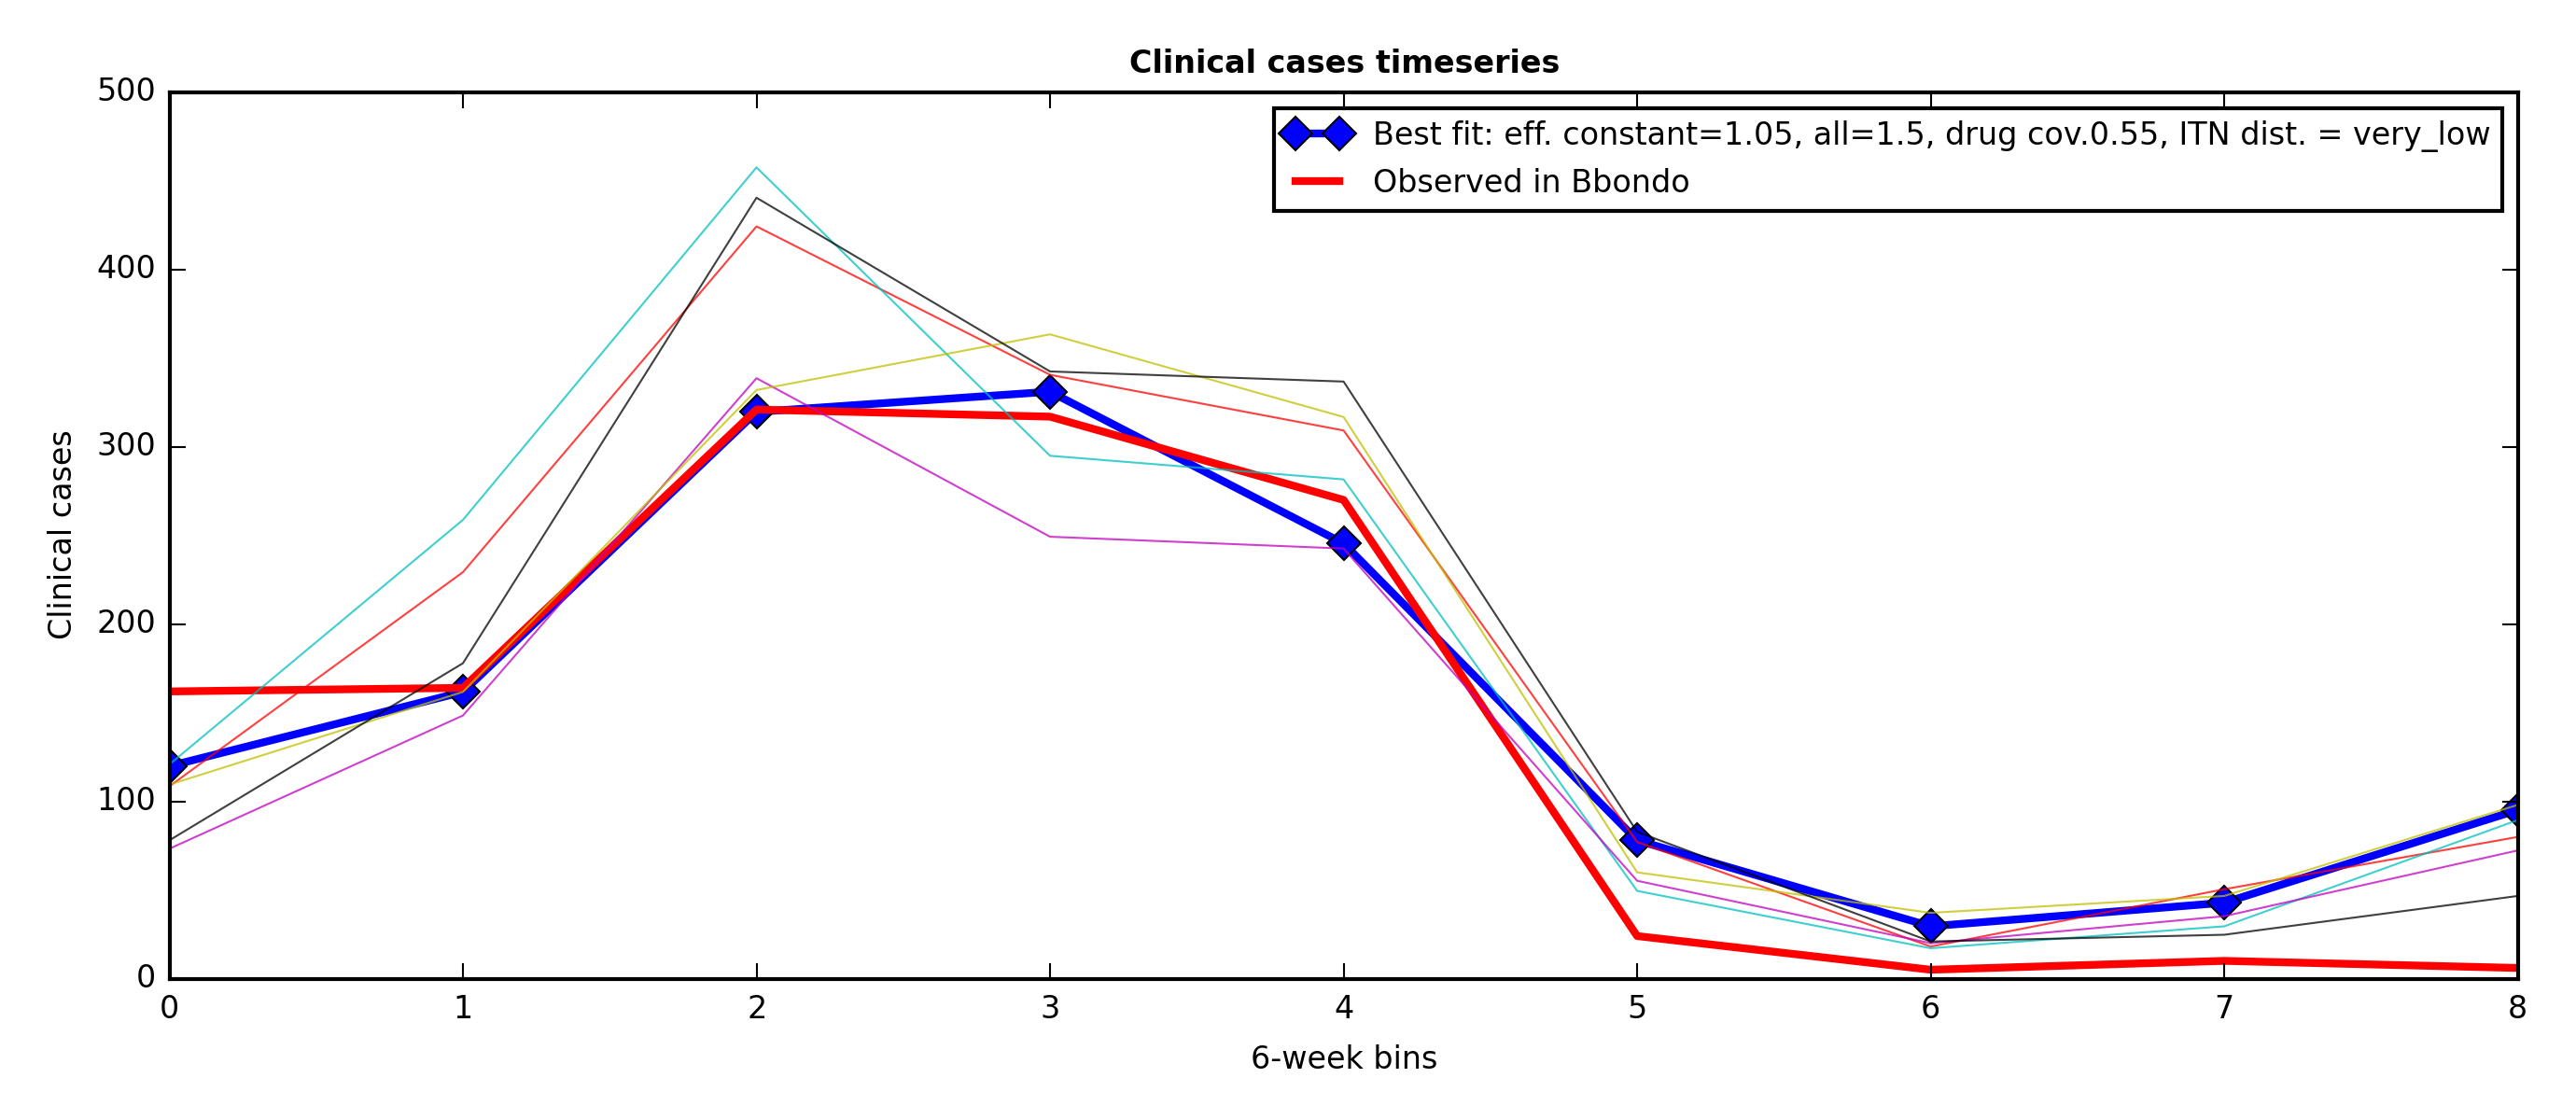 Clinical cases timeseries
500
400
300
200
100
0
Clinical cases
Best fit: eff. constant=1.05, all=1.5, drug cov.0.55, ITN dist. = very_low
Observed in Bbondo
0 1 2 3 4 5 6 7 8
6-week bins